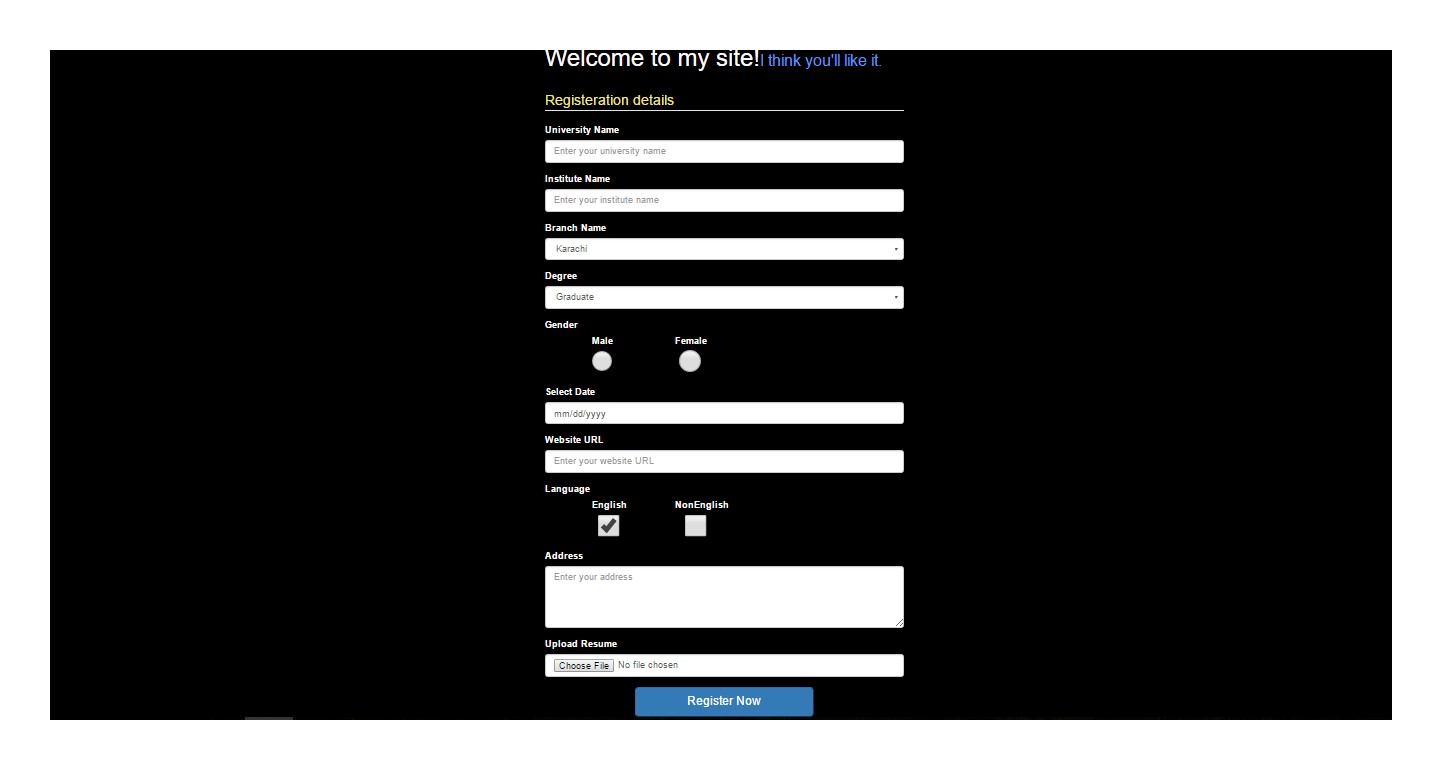 Welcome to my site!I think you'll like it.
Registeration details
University Name
Enter your university name
Institute Name
Enter your institute name
Branch Name
Karachi
Degree
Graduate
Gender
Male Female
Select Date
mm/dd/yyyy
Website URL
Enter your website URL
Language
English NonEnglish
Address
Enter your address
Upload Resume
Choose File No file chosen
Register Now